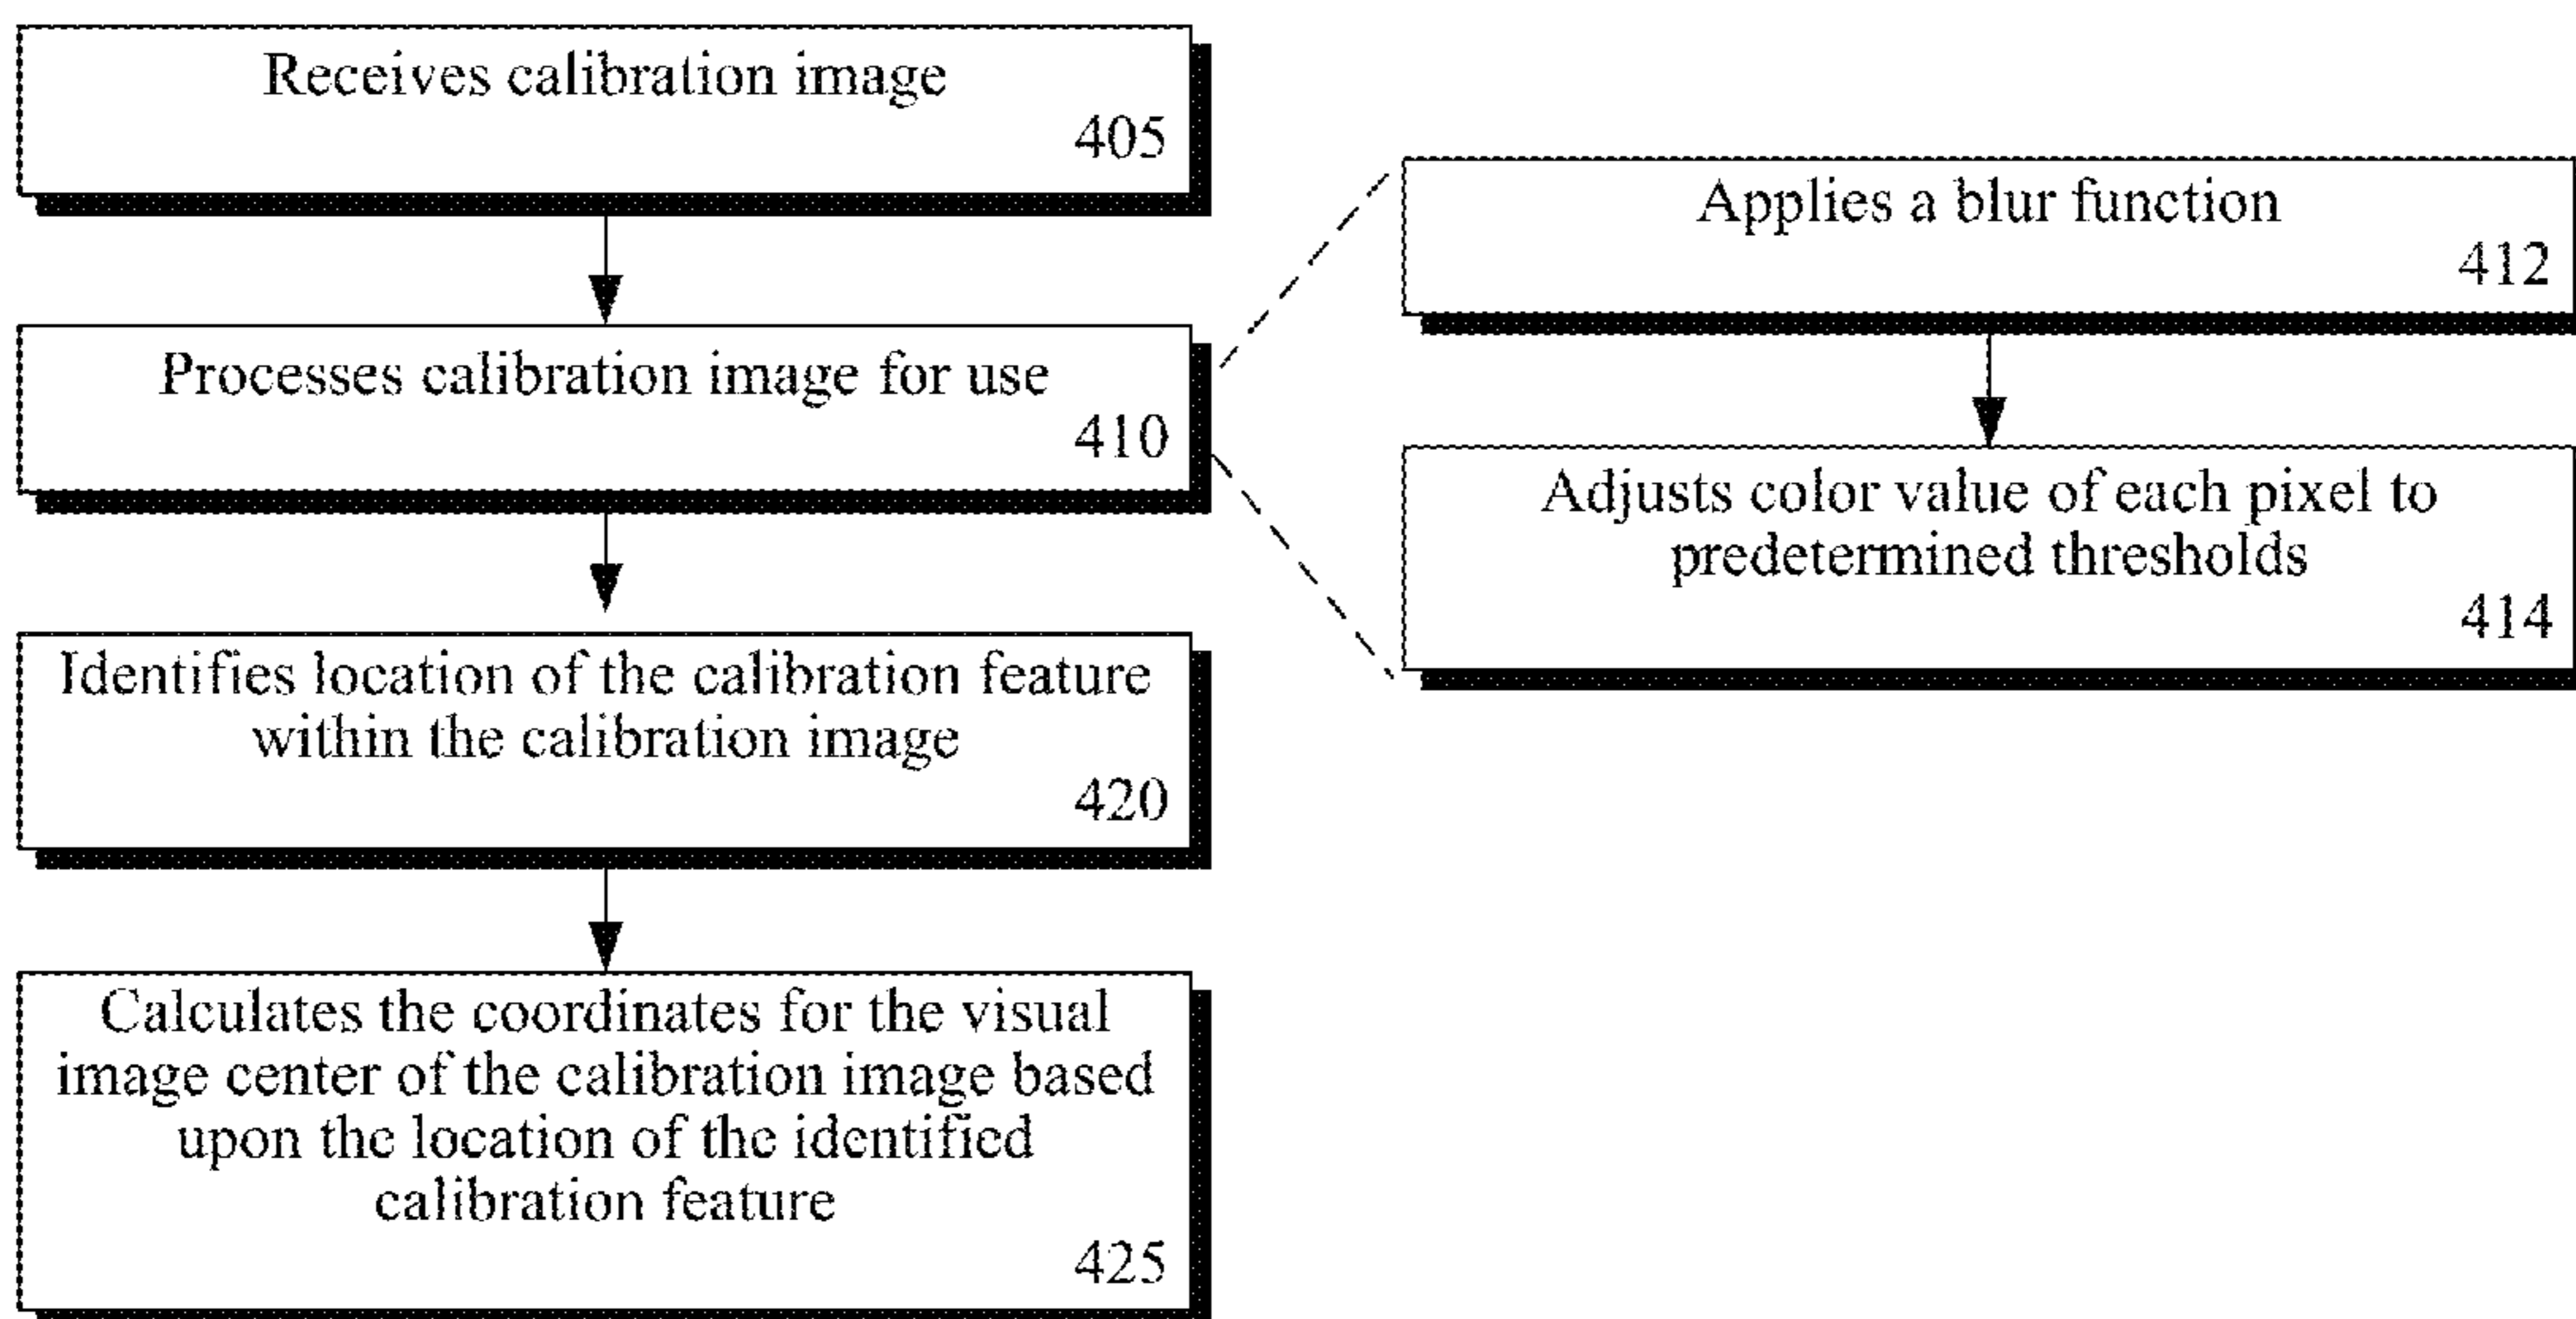 Receives calibration image
405
Processes calibration image for use
410
Applies a blur function
412
Adjusts color value of each pixel to
predetermined thresholds
414
Identifies location of the calibration feature
within the calibration image
420
Calculates the coordinates for the visual
image center of the calibration image based
upon the location of the identified
calibration feature
425